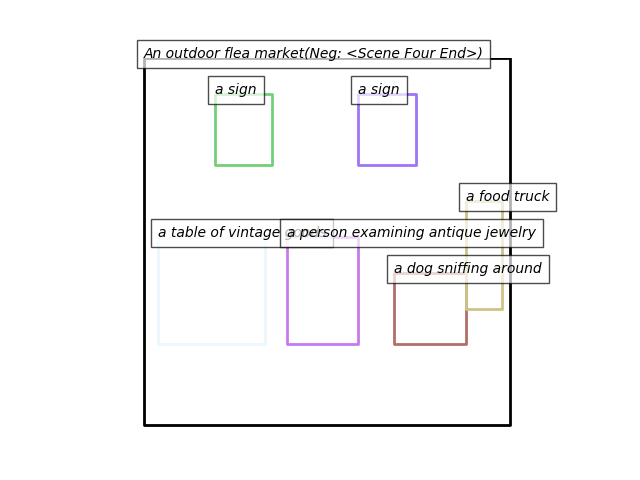 An outdoor flea market(Neg: <Scene Four End>)
a sign
a sign
a food truck
a table of vintage goods
a person examining antique jewelry
a dog sniffing around